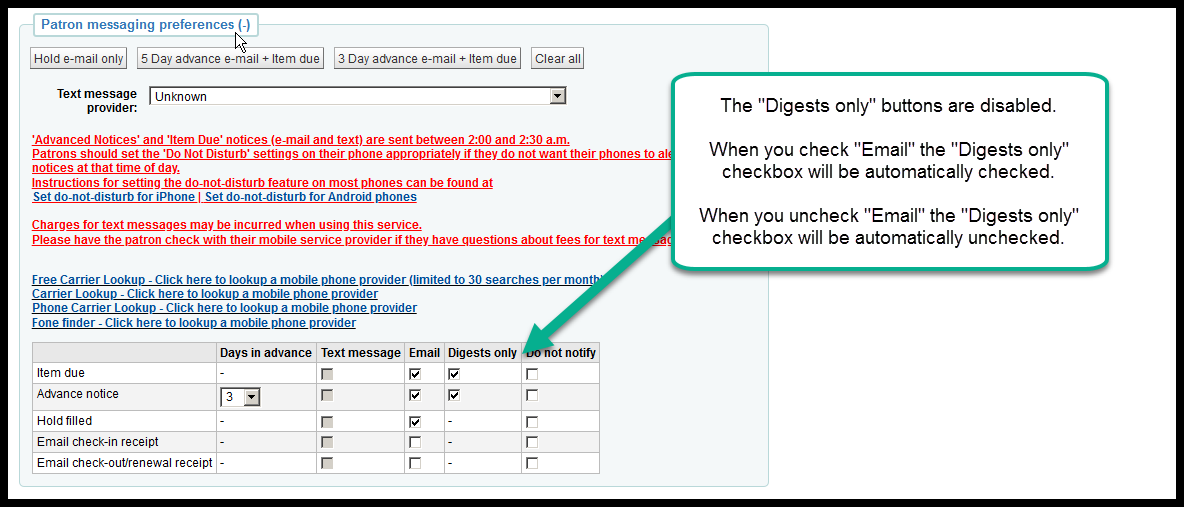 Patron messaging preferences (-)
Hold e-mail only 5 Day advance e-mail + Item due 3 Day advance e-mail + Item due Clear all
Text message
provider:
Unknown
'Advanced Notices' and 'Item Due' notices (e-mail and text) are sent between 2:00 and 2:30 a.m.
Patrons should set the 'Do Not Disturb' settings on their phone appropriately if they do not want their phones to
notices at that time of day.
Instructions for setting the do-not-disturb feature on most phones can be found at
Set do-not-disturb for iPhone | Set do-not-disturb for Android phones
Charges for text messages may be incurred when using this service.
Please have the patron check with their mobile service provider if they have questions about fees for text
Free Carrier Lookup - Click here to lookup a mobile phone provider (limited to 30 searches per month)
Carrier Lookup - Click here to lookup a mobile phone provider
Phone Carrier Lookup - Click here to lookup a mobile phone provider
Fone finder - Click here to lookup a mobile phone provider
Days in advance Text message Email Digests only Do not notify
Item due -
Advance notice 3
Hold filled - -
Email check-in receipt - -
Email check-out/renewal receipt - -
The "Digests only" buttons are disabled.
When you check "Email" the "Digests only"
checkbox will be automatically checked.
When you uncheck "Email" the "Digests only"
checkbox will be automatically unchecked.